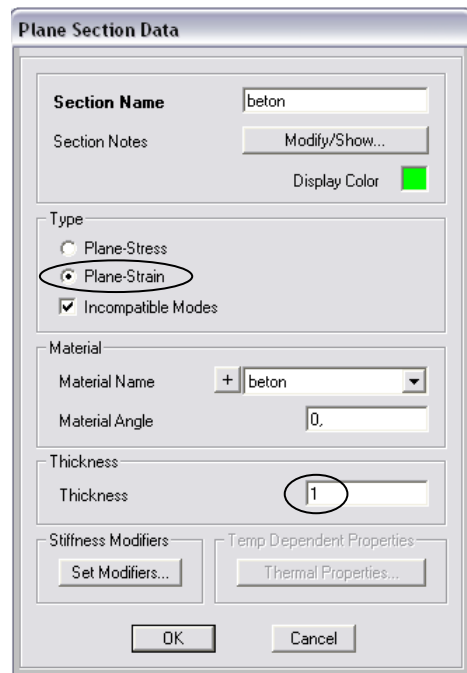 Plane Section Data
Section Name beton
Section Notes Modify/Show...
Display Color
Type
Plane-Stress
Plane-Strain
Incompatible Modes
Material
Material Name + beton
Material Angle 0,
Thickness
Thickness 1
Stiffness Modifiers Temp Dependent Properties
Set Modifiers... Thermal Properties...
OK Cancel